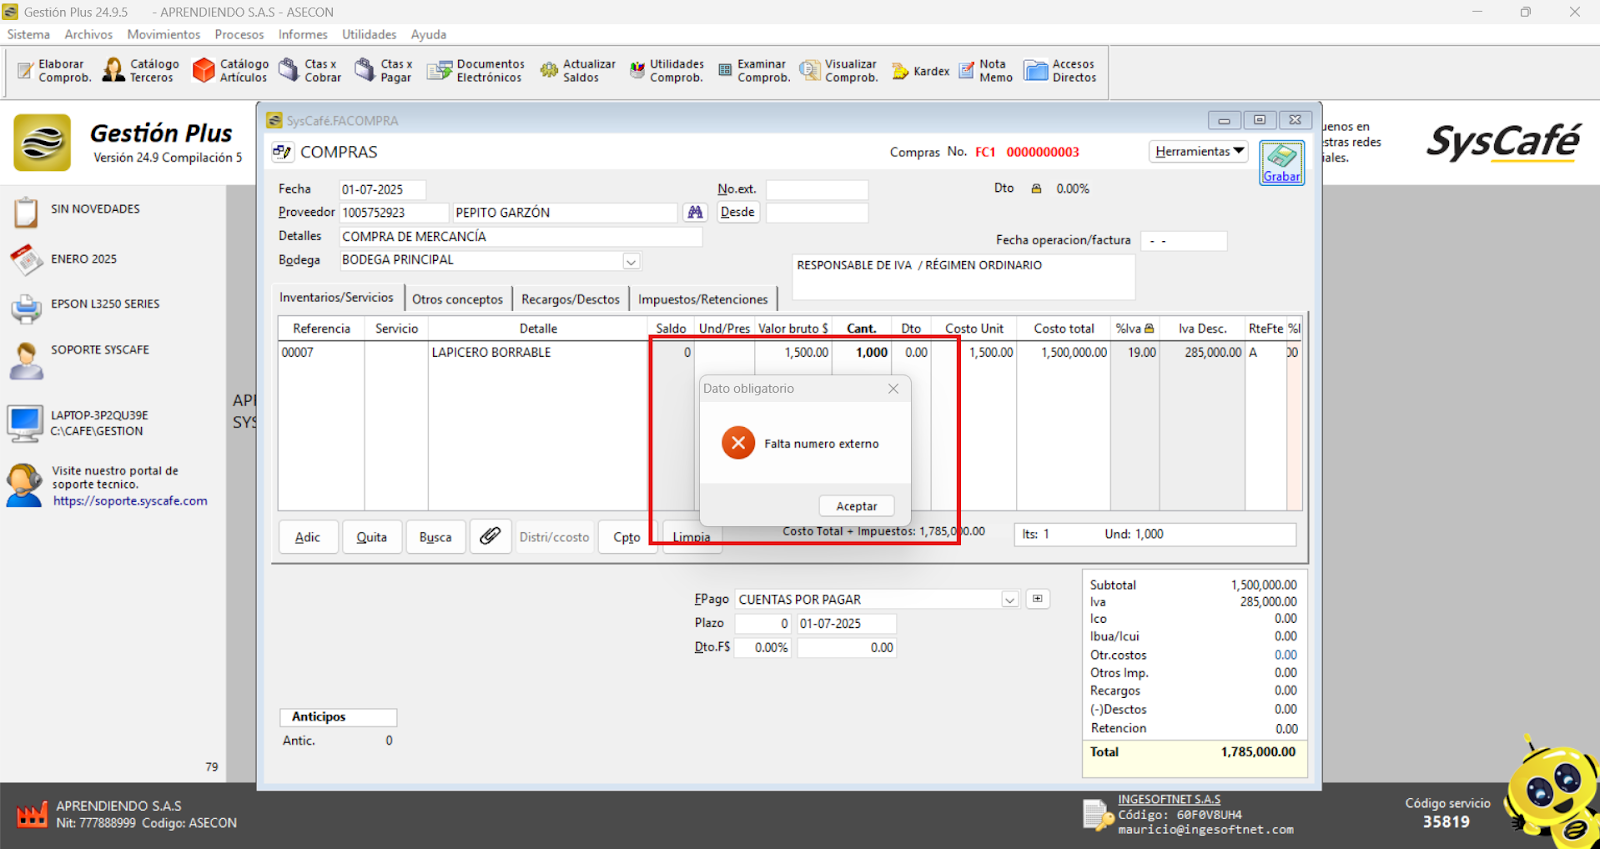 Gestión Plus 24.9.5 - APRENDIENDO S.A.S - ASECON
Sistema Archivos Movimientos Procesos Informes Utilidades Ayuda
Elaborar Comprob.
Catálogo Terceros
Catálogo Artículos
Ctas x Cobrar
Ctas x Pagar
Documentos Electrónicos
Actualizar Saldos
Utilidades Comprob.
Examinar Comprob.
Visualizar Comprob.
Kardex
Nota Memo
Accesos Directos
Gestión Plus
Versión 24.9 Compilación 5
SIN NOVEDADES
ENERO 2025
EPSON L3250 SERIES
SOPORTE SYSCAFE
LAPTOP-3P2QU39E
C:\CAFE\GESTION
Visite nuestro portal de
soporte tecnico.
https://soporte.syscafe.com
79
API
SYS
uenos en
estras redes
iales.
SysCafé
SysCafé.FACOMPRA
COMPRAS
Compras No. FC1 0000000003
Herramientas
Grabar
Fecha 01-07-2025
No.ext.
Dto 0.00%
Proveedor 1005752923 PEPITO GARZÓN
Desde
Detalles COMPRA DE MERCANCÍA
Fecha operacion/factura - -
Bodega BODEGA PRINCIPAL
RESPONSABLE DE IVA / RÉGIMEN ORDINARIO
Inventarios/Servicios Otros conceptos Recargos/Desctos Impuestos/Retenciones
Referencia Servicio Detalle Saldo Und/Pres Valor bruto $ Cant. Dto Costo Unit Costo total %Iva Iva Desc. RteFte %I
00007 LAPICERO BORRABLE 0 1,500.00 1,000 0.00 1,500.00 1,500,000.00 19.00 285,000.00 A 00
Dato obligatorio
Falta numero externo
Aceptar
Adic Quita Busca Distri/ccosto Cpto Limpia
Costo Total + Impuestos: 1,785,000.00
Its: 1 Und: 1,000
FPago CUENTAS POR PAGAR
Plazo 0 01-07-2025
Dto.F$ 0.00% 0.00
Anticipos
Antic. 0
Subtotal 1,500,000.00
Iva 285,000.00
Ico 0.00
Ibua/Icui 0.00
Otr.costos 0.00
Otros Imp. 0.00
Recargos 0.00
(-)Desctos 0.00
Retencion 0.00
Total 1,785,000.00
APRENDIENDO S.A.S
Nit: 777888999 Codigo: ASECON
INGESOFTNET S.A.S
Código: 60F0V8UH4
mauricio@ingesoftnet.com
Código servicio
35819